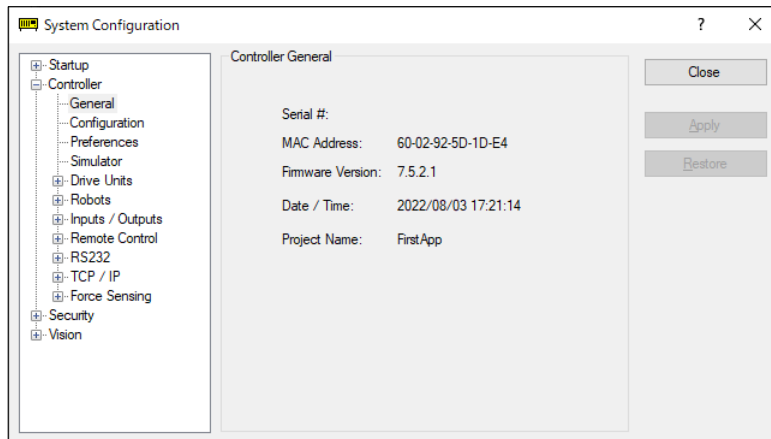 System Configuration
? ×
Startup
Controller
General
Configuration
Preferences
Simulator
Drive Units
Robots
Inputs / Outputs
Remote Control
RS232
TCP / IP
Force Sensing
Security
Vision
Controller General
Serial #:
MAC Address: 60-02-92-5D-1D-E4
Firmware Version: 7.5.2.1
Date / Time: 2022/08/03 17:21:14
Project Name: FirstApp
Close
Apply
Restore